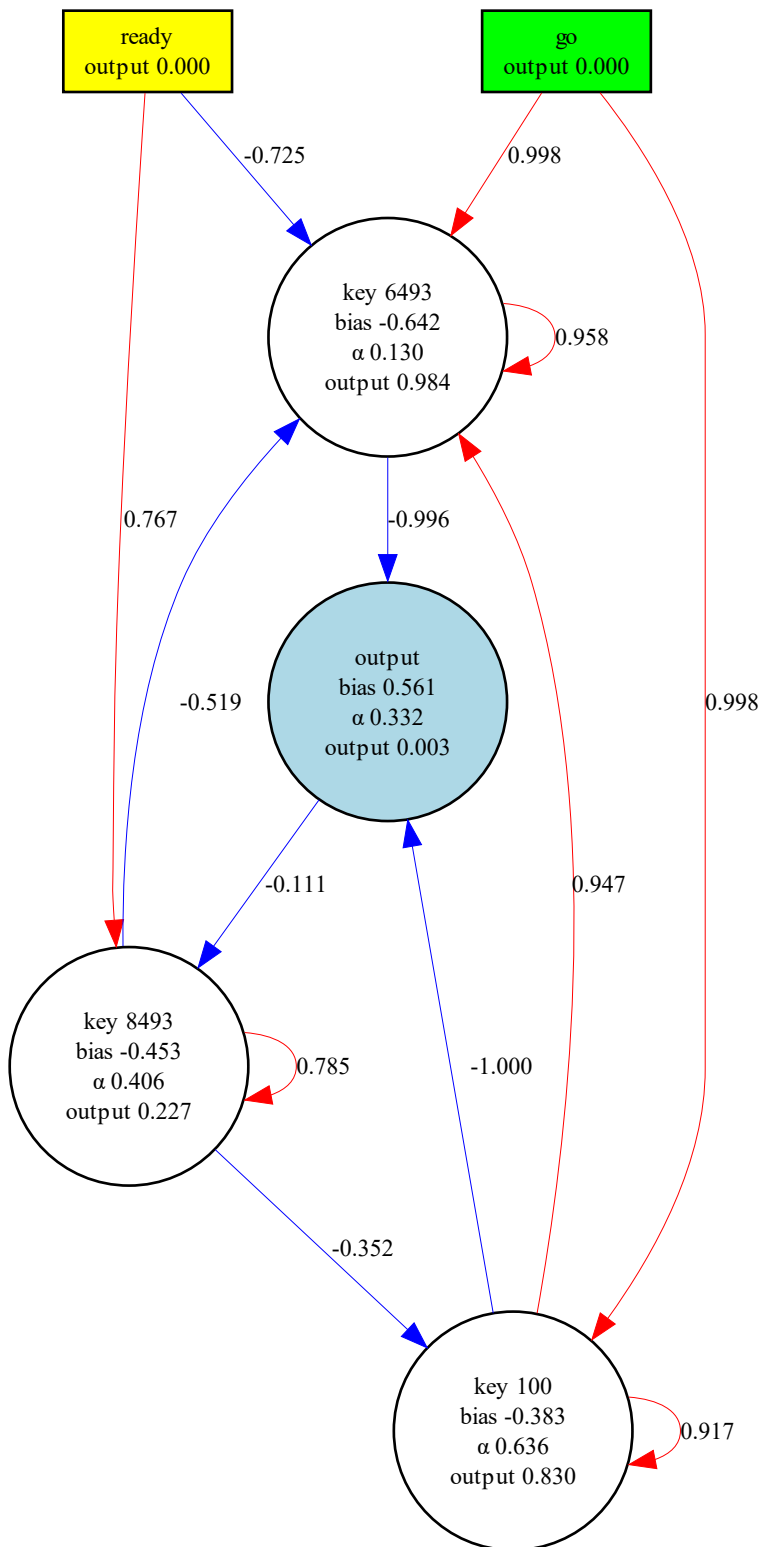 ready
output 0.000
go
output 0.000
-0.725
0.998
key 6493
bias -0.642
α 0.130
output 0.984
0.958
0.767
-0.996
-0.519
output
bias 0.561
α 0.332
output 0.003
0.998
-0.111
0.947
key 8493
bias -0.453
α 0.406
output 0.227
0.785
-1.000
-0.352
key 100
bias -0.383
α 0.636
output 0.830
0.917